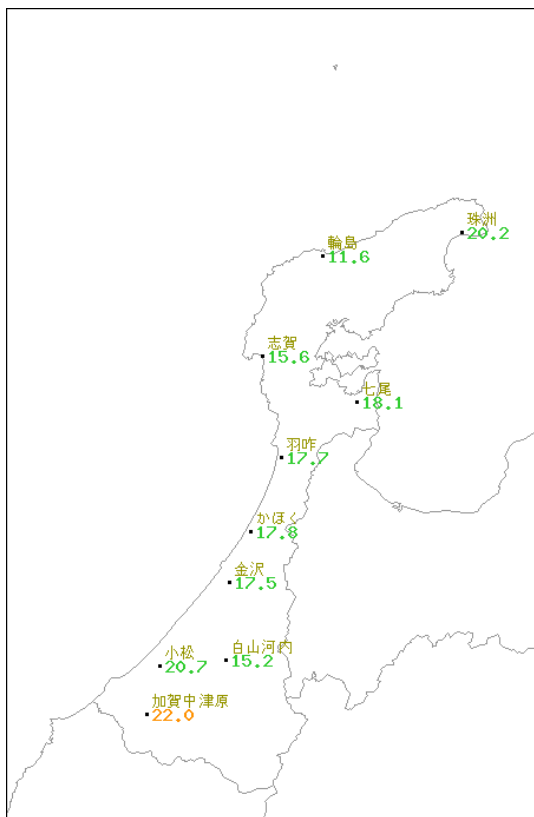 珠洲
20.2
輪島
11.6
志賀
15.6
七尾
18.1
羽咋
17.7
かほく
17.8
金沢
17.5
白山河内
15.2
小松
20.7
加賀中津原
22.0